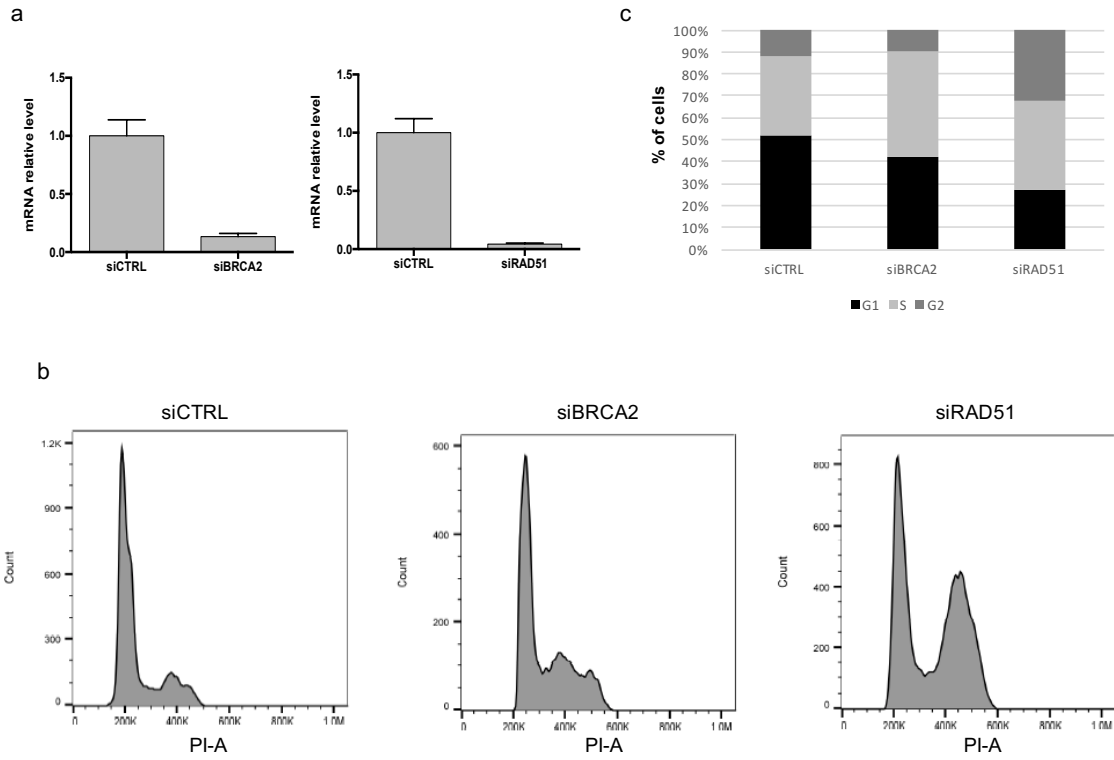 a
mRNA relative level
1.5
1.0
0.5
0.0
siCTRL siBRCA2
mRNA relative level
1.5
1.0
0.5
0.0
siCTRL siRAD51
c
% of cells
100%
90%
80%
70%
60%
50%
40%
30%
20%
10%
0%
siCTRL siBRCA2 siRAD51
G1 S G2
b
siCTRL
Count
1.2K
900
600
300
0
0 200K 400K 600K 800K 1.0M
PI-A
siBRCA2
Count
600
400
200
0
0 200K 400K 600K 800K 1.0M
PI-A
siRAD51
Count
800
600
400
200
0
0 200K 400K 600K 800K 1.0M
PI-A